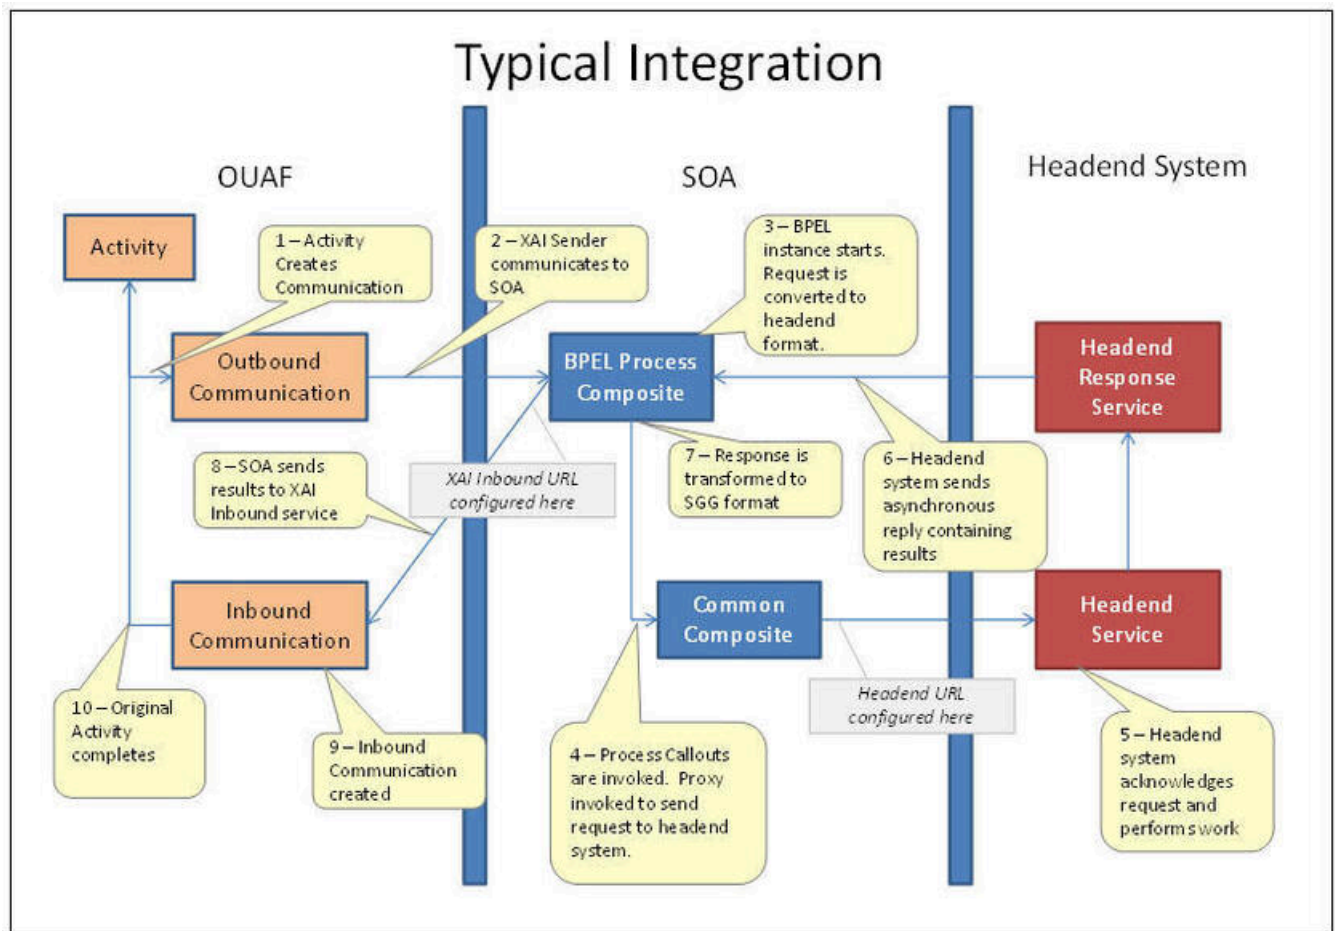 Typical Integration
OUAF
SOA
Headend System
Activity
1 – Activity
Creates
Communication
2 – XAI Sender
communicates to
SOA
3 – BPEL
instance starts.
Request is
converted to
headend
format.
Outbound
Communication
BPEL Process
Composite
Headend
Response
Service
8 – SOA sends
results to XAI
Inbound service
XAI Inbound URL
configured here
7 – Response is
transformed to
SGG format
6 – Headend
system sends
asynchronous
reply containing
results
Inbound
Communication
Common
Composite
Headend
Service
10 – Original
Activity
completes
9 – Inbound
Communication
created
4 – Process Callouts
are invoked.  Proxy
invoked to send
request to headend
system.
Headend URL
configured here
5 – Headend
system
acknowledges
request and
performs work